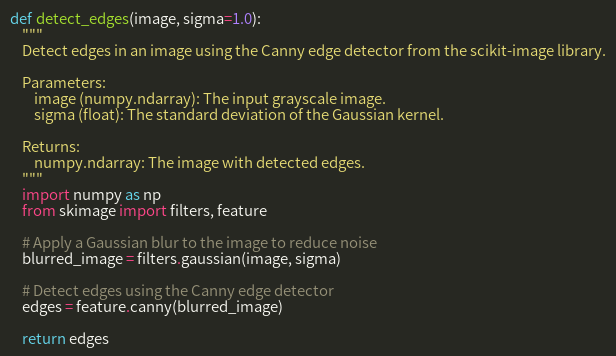 def detect_edges(image, sigma=1.0):
    """
    Detect edges in an image using the Canny edge detector from the scikit-image library.

    Parameters:
        image (numpy.ndarray): The input grayscale image.
        sigma (float): The standard deviation of the Gaussian kernel.

    Returns:
        numpy.ndarray: The image with detected edges.
    """
    import numpy as np
    from skimage import filters, feature

    # Apply a Gaussian blur to the image to reduce noise
    blurred_image = filters.gaussian(image, sigma)

    # Detect edges using the Canny edge detector
    edges = feature.canny(blurred_image)

    return edges